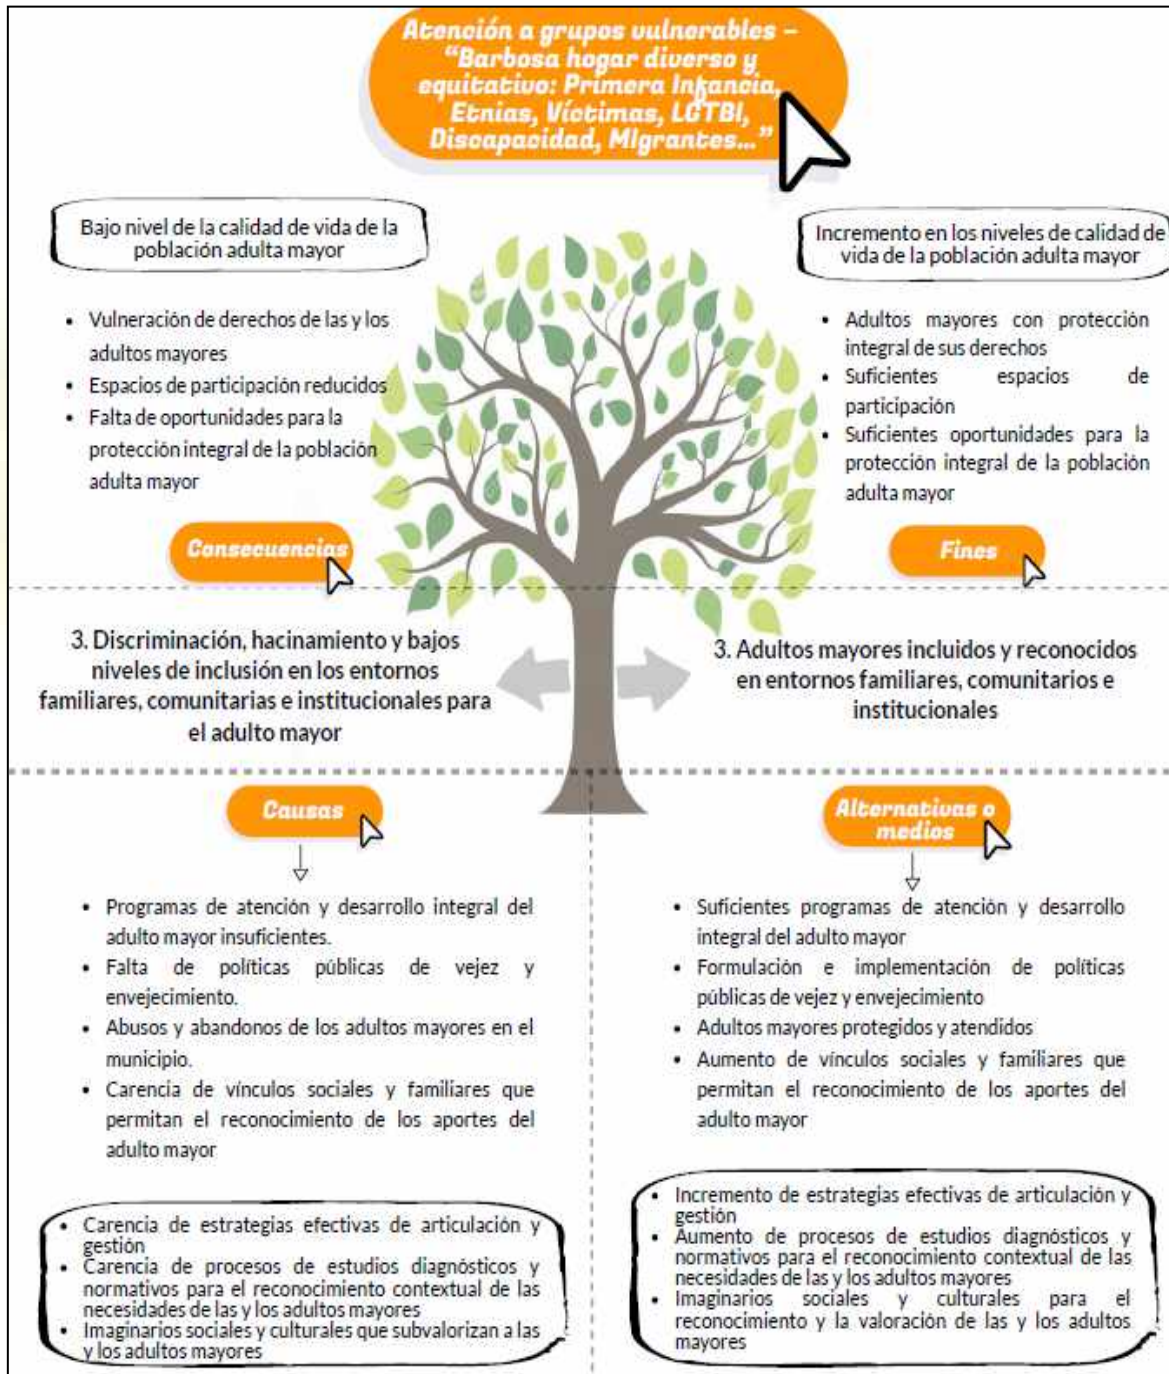 Atención a grupos vulnerables –
“Barbosa hogar diverso y
equitativo: Primera Infancia,
Etnias, Víctimas, LGTBI,
Discapacidad, MIgrantes...”
Bajo nivel de la calidad de vida de la
población adulta mayor
• Vulneración de derechos de las y los
adultos mayores
• Espacios de participación reducidos
• Falta de oportunidades para la
protección integral de la población
adulta mayor
Consecuencias
Incremento en los niveles de calidad de
vida de la población adulta mayor
• Adultos mayores con protección
integral de sus derechos
• Suficientes espacios de
participación
• Suficientes oportunidades para la
protección integral de la población
adulta mayor
Fines
3. Discriminación, hacinamiento y bajos
niveles de inclusión en los entornos
familiares, comunitarias e institucionales para
el adulto mayor
3. Adultos mayores incluidos y reconocidos
en entornos familiares, comunitarios e
institucionales
Causas
• Programas de atención y desarrollo integral del
adulto mayor insuficientes.
• Falta de políticas públicas de vejez y
envejecimiento.
• Abusos y abandonos de los adultos mayores en el
municipio.
• Carencia de vínculos sociales y familiares que
permitan el reconocimiento de los aportes del
adulto mayor
• Carencia de estrategias efectivas de articulación y
gestión
• Carencia de procesos de estudios diagnósticos y
normativos para el reconocimiento contextual de las
necesidades de las y los adultos mayores
• Imaginarios sociales y culturales que subvalorizan a las
y los adultos mayores
Alternativas o
medios
• Suficientes programas de atención y desarrollo
integral del adulto mayor
• Formulación e implementación de políticas
públicas de vejez y envejecimiento
• Adultos mayores protegidos y atendidos
• Aumento de vínculos sociales y familiares que
permitan el reconocimiento de los aportes del
adulto mayor
• Incremento de estrategias efectivas de articulación y
gestión
• Aumento de procesos de estudios diagnósticos y
normativos para el reconocimiento contextual de las
necesidades de las y los adultos mayores
• Imaginarios sociales y culturales para el
reconocimiento y la valoración de las y los adultos
mayores